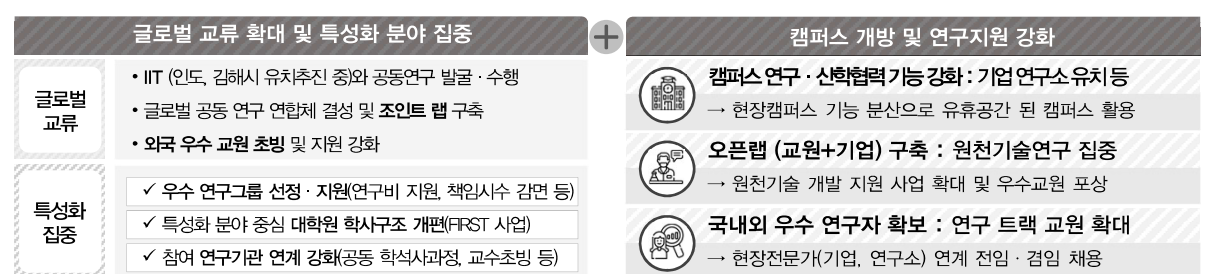 글로벌 교류 확대 및 특성화 분야 집중
글로벌
교류
• IIT (인도, 김해시 유치추진 중)와 공동연구 발굴 · 수행
• 글로벌 공동 연구 연합체 결성 및 조인트 랩 구축
• 외국 우수 교원 초빙 및 지원 강화
특성화
집중
✓ 우수 연구그룹 선정 · 지원(연구비 지원, 책임시수 감면 등)
✓ 특성화 분야 중심 대학원 학사구조 개편(FIRST 사업)
✓ 참여 연구기관 연계 강화(공동 학석사과정, 교수초빙 등)
+
캠퍼스 개방 및 연구지원 강화
캠퍼스 연구 · 산학협력 기능 강화 : 기업 연구소 유치 등
→ 현장캠퍼스 기능 분산으로 유휴공간 된 캠퍼스 활용
오픈랩 (교원+기업) 구축 : 원천기술연구 집중
→ 원천기술 개발 지원 사업 확대 및 우수교원 포상
국내외 우수 연구자 확보 : 연구 트랙 교원 확대
→ 현장전문가(기업, 연구소) 연계 전임 · 겸임 채용